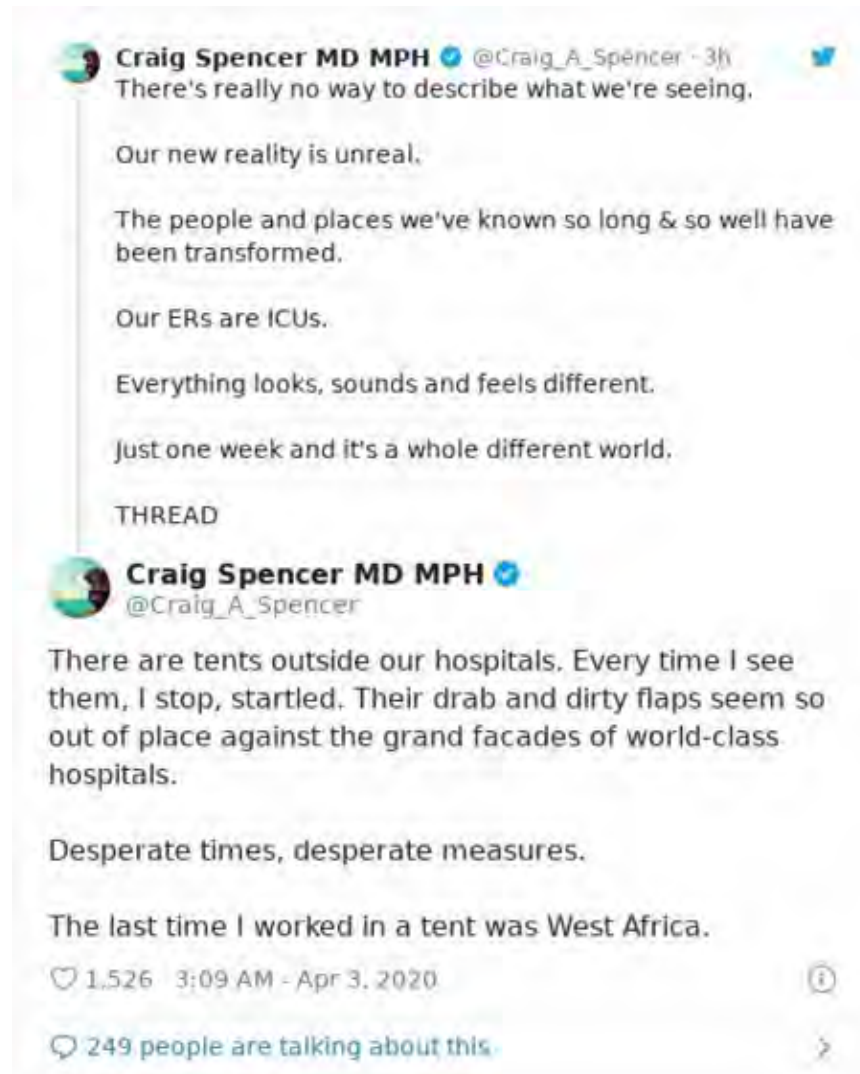 Craig Spencer MD MPH @Craig_A_Spencer · 3h
There's really no way to describe what we're seeing.
Our new reality is unreal.
The people and places we've known so long & so well have
been transformed.
Our ERs are ICUs.
Everything looks, sounds and feels different.
Just one week and it's a whole different world.
THREAD
Craig Spencer MD MPH
@Craig_A_Spencer
There are tents outside our hospitals. Every time I see
them, I stop, startled. Their drab and dirty flaps seem so
out of place against the grand facades of world-class
hospitals.
Desperate times, desperate measures.
The last time I worked in a tent was West Africa.
1,526 3:09 AM - Apr 3, 2020
249 people are talking about this